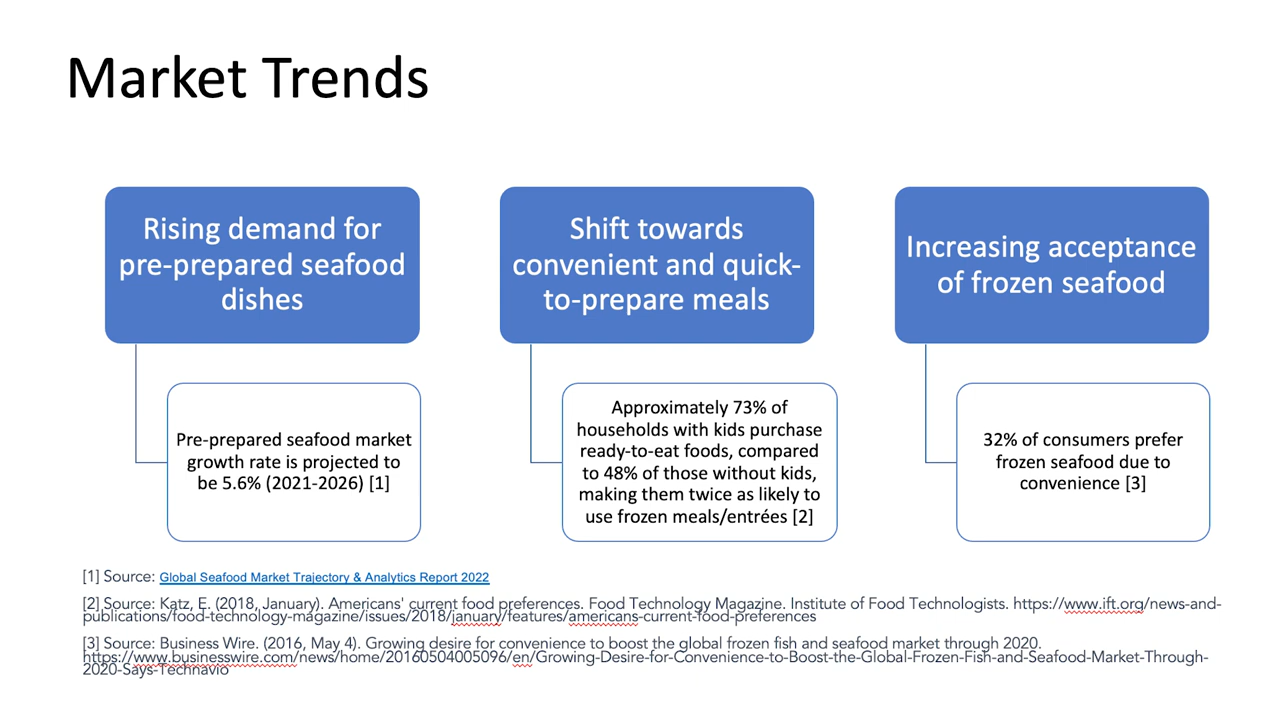 Market Trends
Rising demand for
pre-prepared seafood
dishes
Pre-prepared seafood market
growth rate is projected to
be 5.6% (2021-2026) [1]
Shift towards
convenient and quick-
to-prepare meals
Approximately 73% of
households with kids purchase
ready-to-eat foods, compared
to 48% of those without kids,
making them twice as likely to
use frozen meals/entrées [2]
Increasing acceptance
of frozen seafood
32% of consumers prefer
frozen seafood due to
convenience [3]
[1] Source: Global Seafood Market Trajectory & Analytics Report 2022
[2] Source: Katz, E. (2018, January). Americans' current food preferences. Food Technology Magazine. Institute of Food Technologists. https://www.ift.org/news-and-
publications/food-technology-magazine/issues/2018/january/features/americans-current-food-preferences
[3] Source: Business Wire. (2016, May 4). Growing desire for convenience to boost the global frozen fish and seafood market through 2020.
https://www.businesswire.com/news/home/20160504005096/en/Growing-Desire-for-Convenience-to-Boost-the-Global-Frozen-Fish-and-Seafood-Market-Through-
2020-Says-Technavio